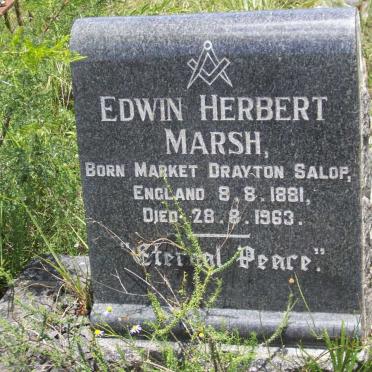 EDWIN HERBERT
MARSH,
BORN MARKET DRAYTON SALOP,
ENGLAND 8.8.1881,
DIED 28.8.1963.
"Eternal Peace."